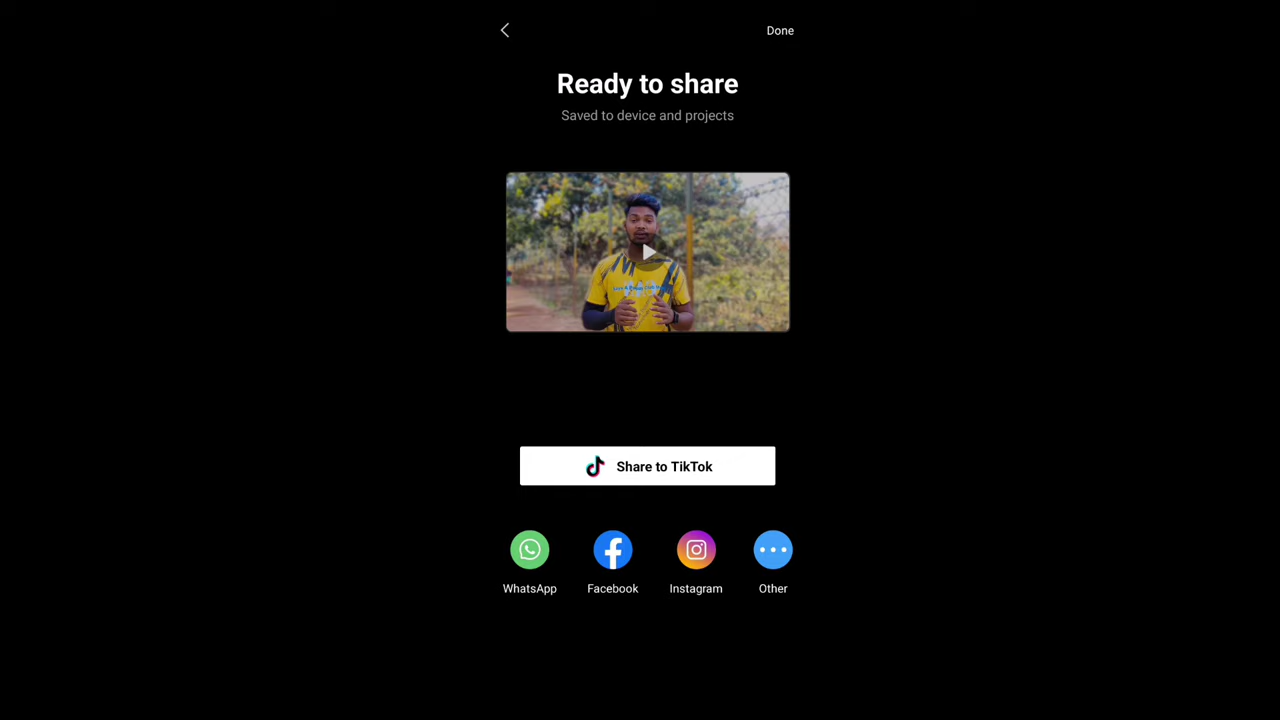 Done
Ready to share
Saved to device and projects
Share to TikTok
WhatsApp
Facebook
Instagram
Other